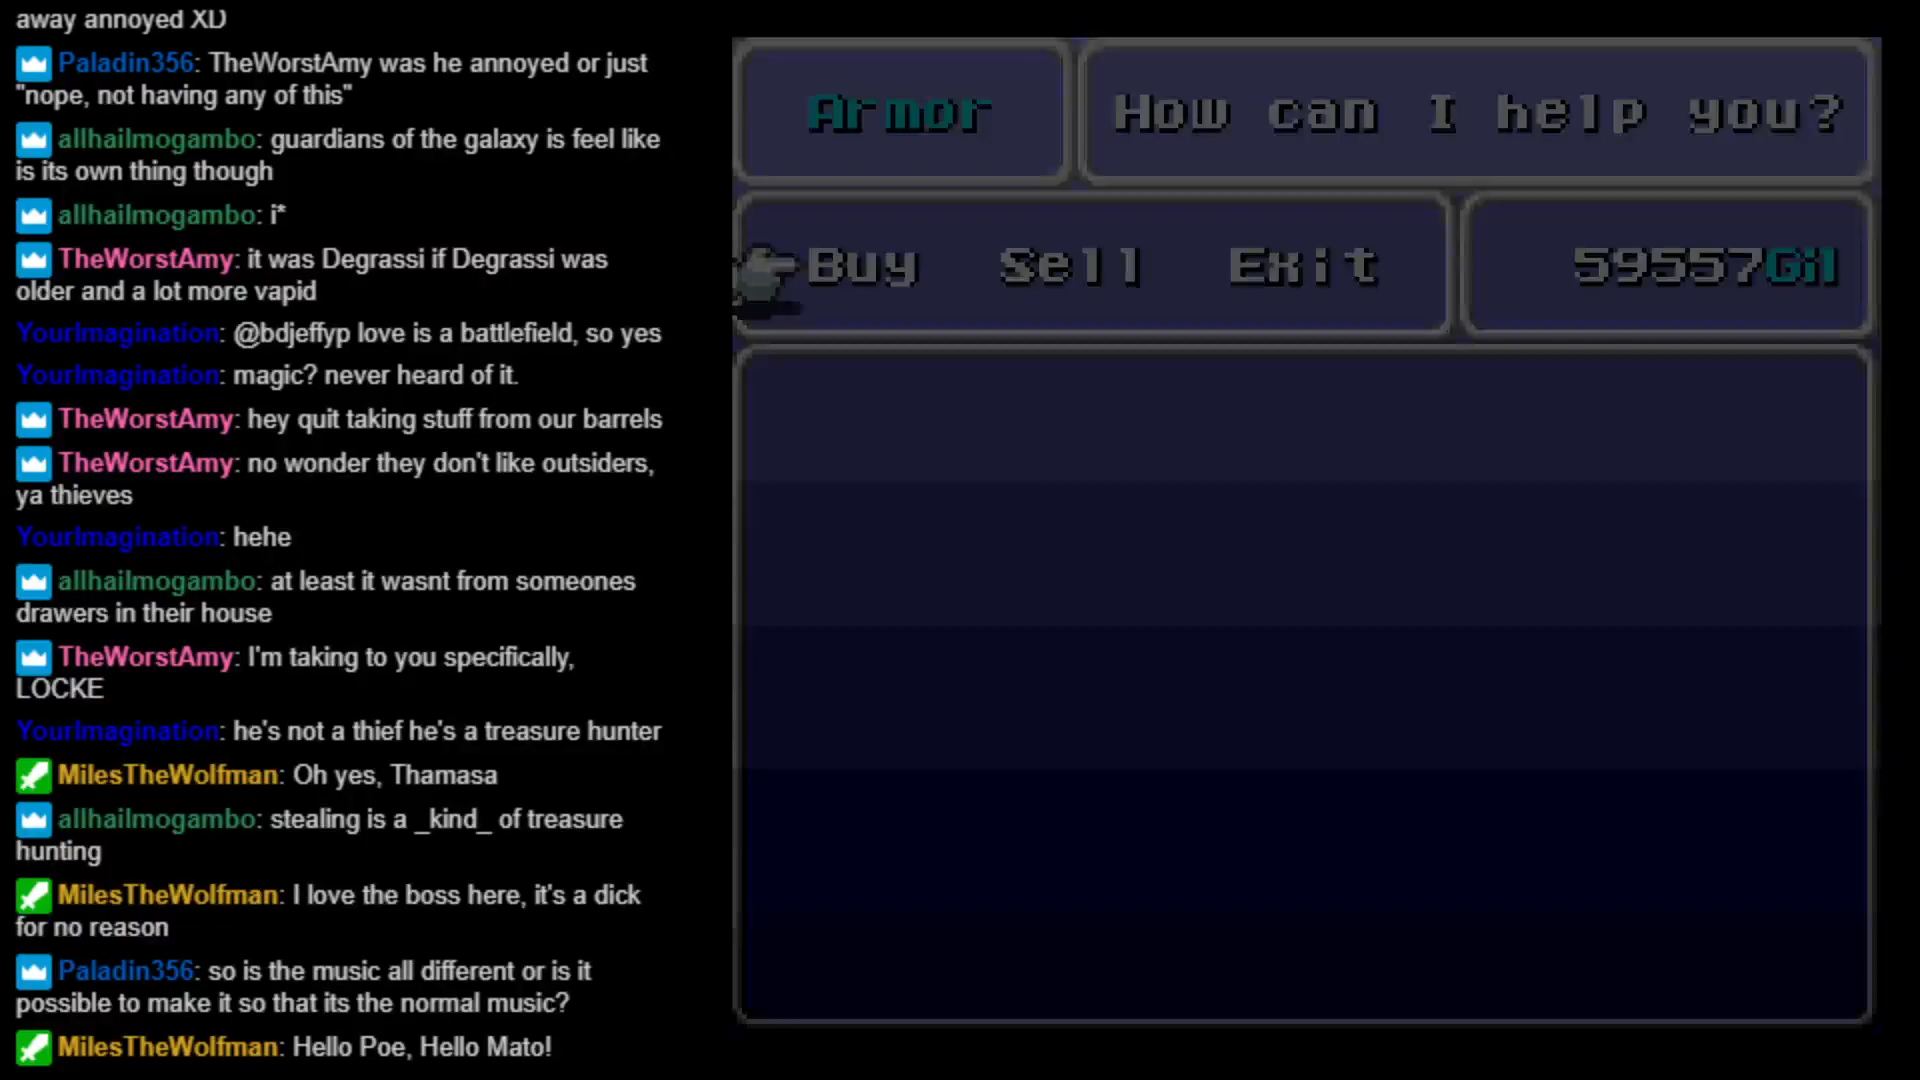 away annoyed XD
Paladin356: TheWorstAmy was he annoyed or just
"nope, not having any of this"
allhailmogambo: guardians of the galaxy is feel like
is its own thing though
allhailmogambo: i*
TheWorstAmy: it was Degrassi if Degrassi was
older and a lot more vapid
YourImagination: @bdjeffyp love is a battlefield, so yes
YourImagination: magic? never heard of it.
TheWorstAmy: hey quit taking stuff from our barrels
TheWorstAmy: no wonder they don't like outsiders,
ya thieves
YourImagination: hehe
allhailmogambo: at least it wasnt from someones
drawers in their house
TheWorstAmy: I'm taking to you specifically,
LOCKE
YourImagination: he's not a thief he's a treasure hunter
MilesTheWolfman: Oh yes, Thamasa
allhailmogambo: stealing is a _kind_ of treasure
hunting
MilesTheWolfman: I love the boss here, it's a dick
for no reason
Paladin356: so is the music all different or is it
possible to make it so that its the normal music?
MilesTheWolfman: Hello Poe, Hello Mato!
Armor
How can I help you?
Buy Sell Exit
59557Gil